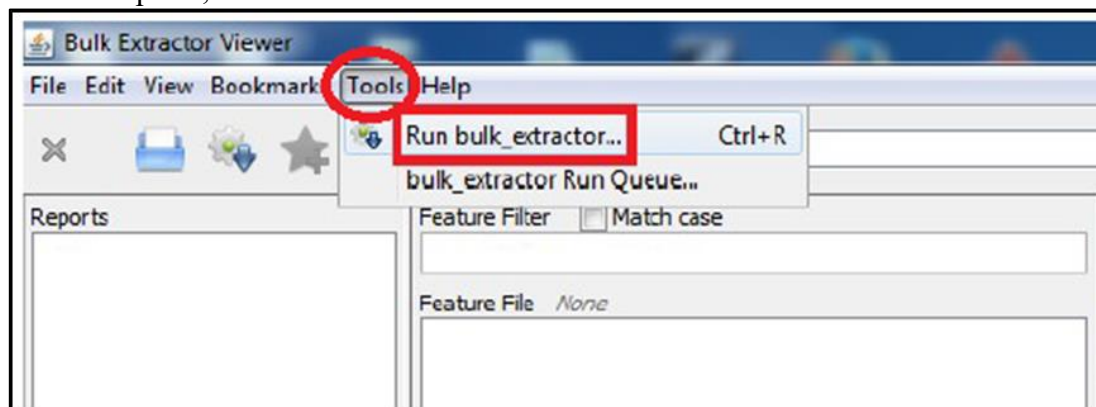 Bulk Extractor Viewer
File Edit View Bookmark Tools Help
Run bulk_extractor... Ctrl+R
bulk_extractor Run Queue...
Reports
Feature Filter Match case
Feature File None